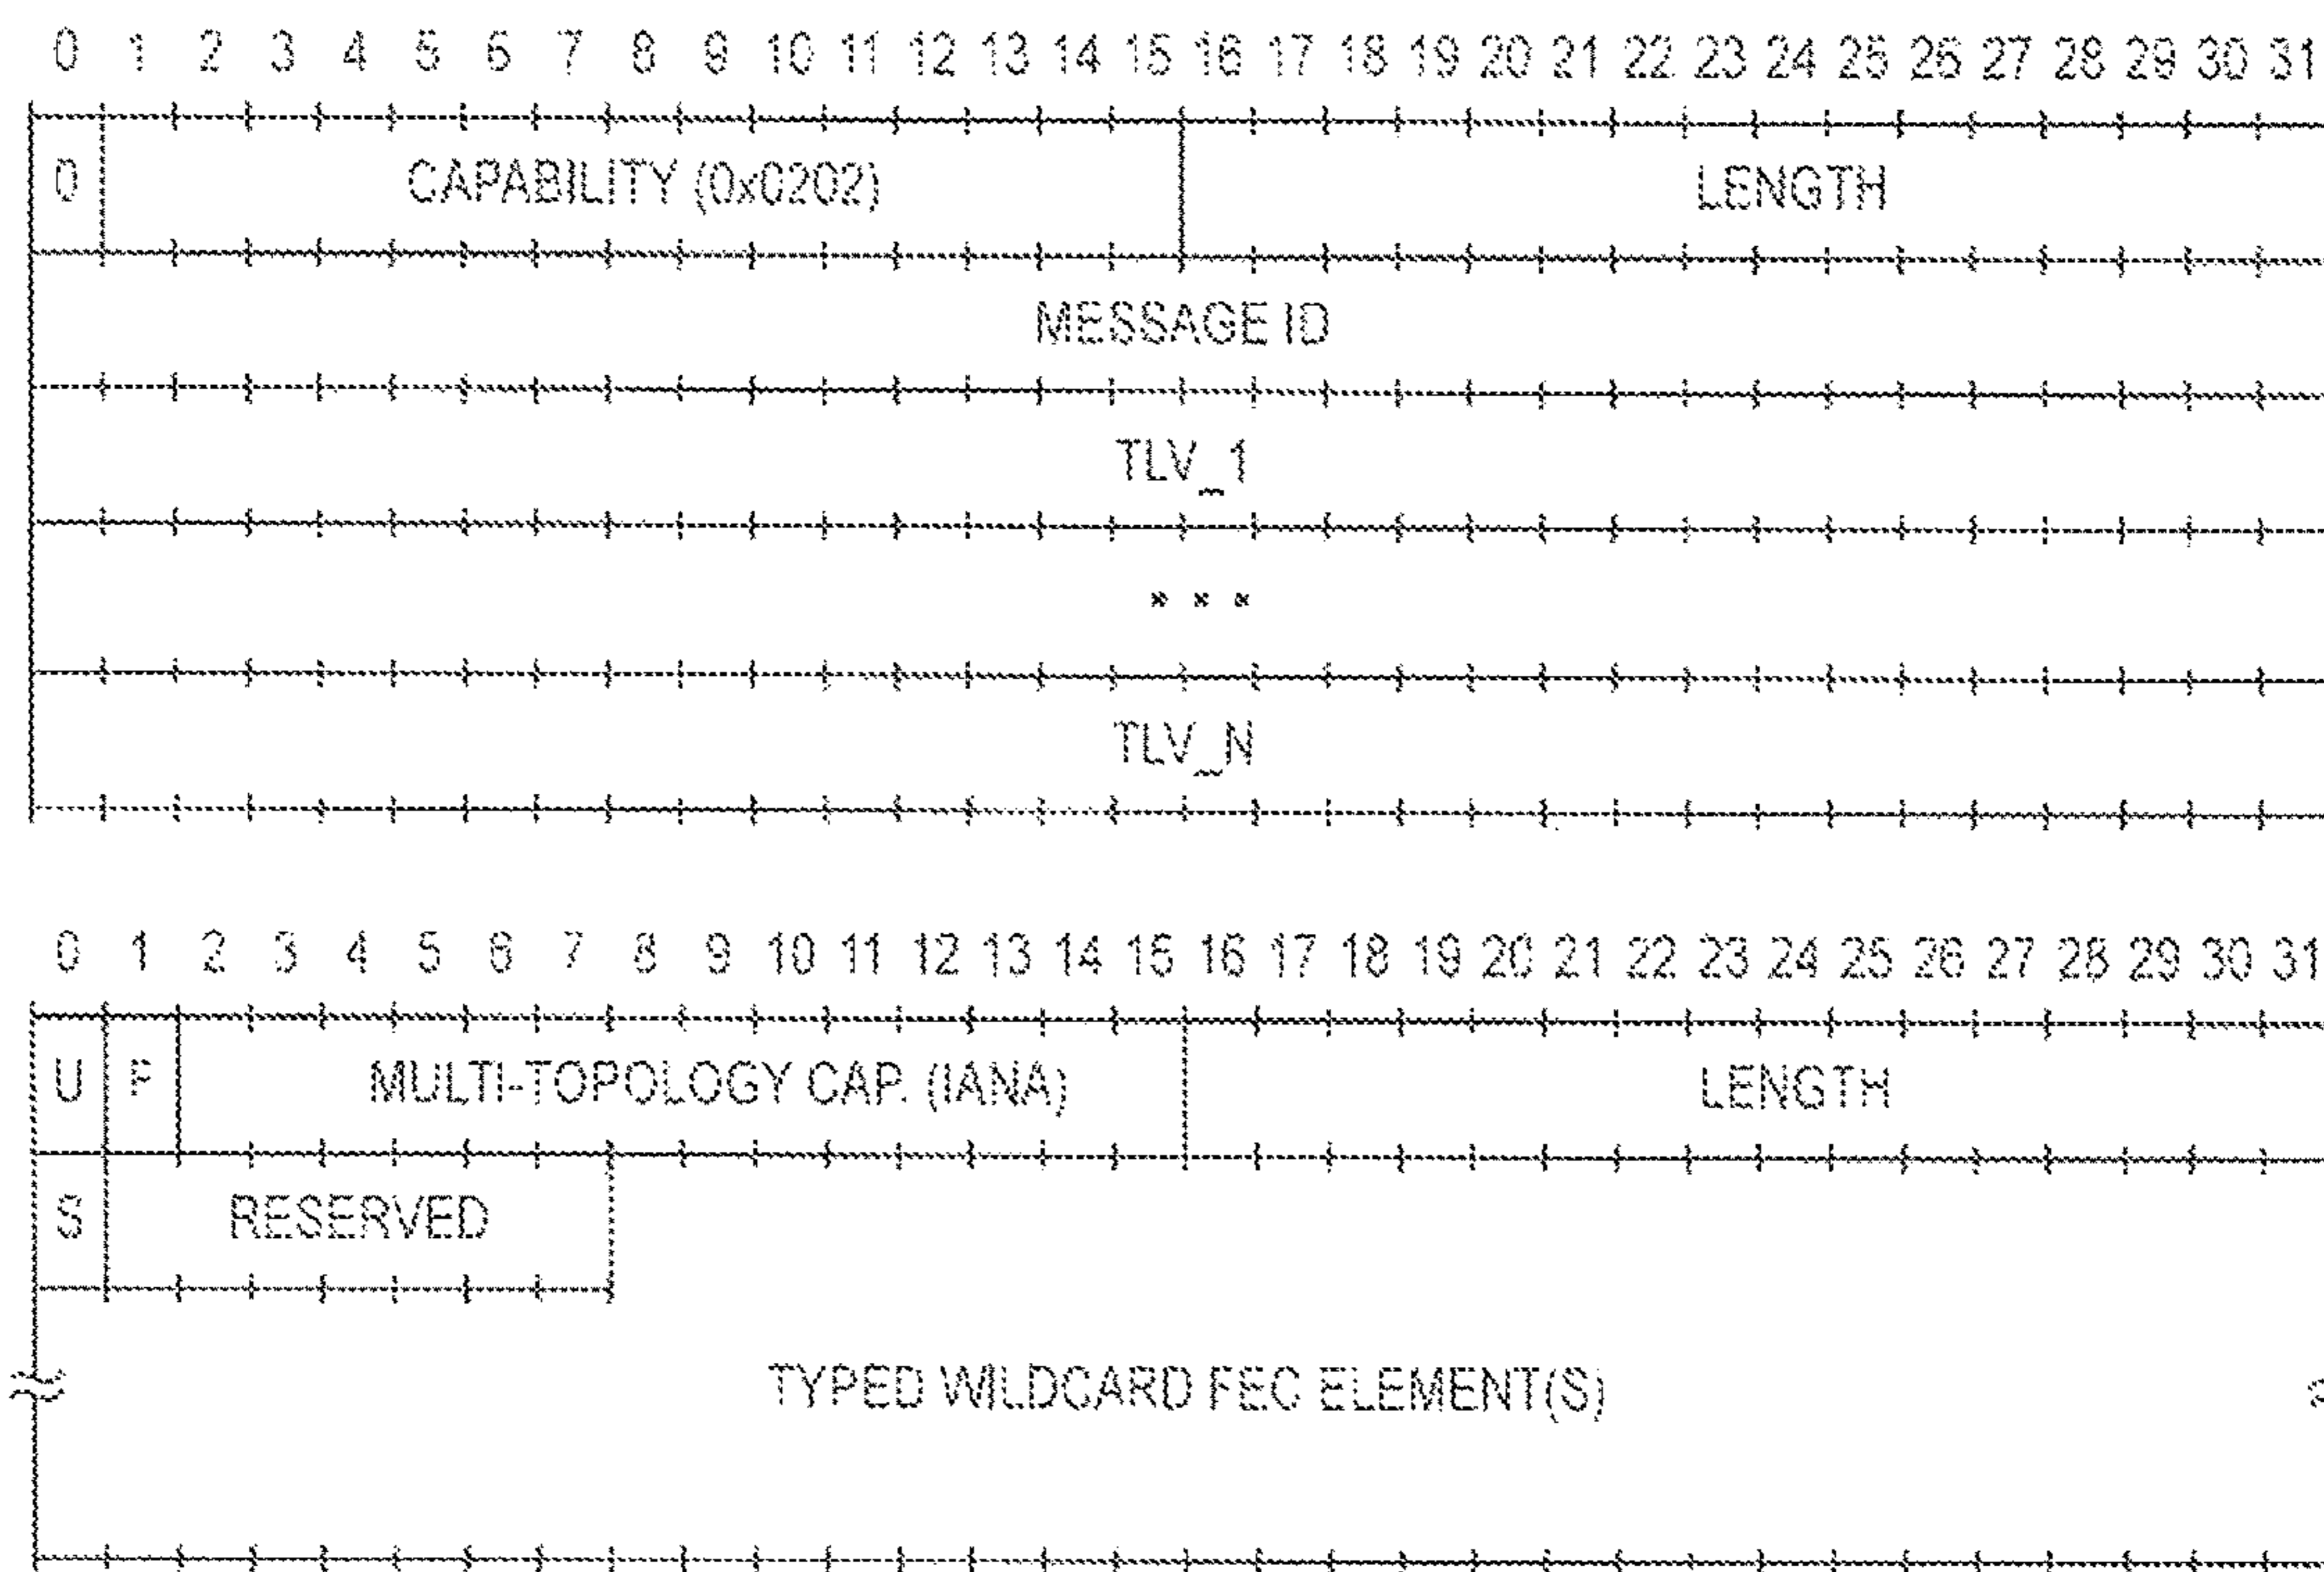 0 1 2 3 4 5 6 7 8 9 10 11 12 13 14 15 16 17 18 19 20 21 22 23 24 25 26 27 28 29 30 31
0 CAPABILITY (0x0202) LENGTH
MESSAGE ID
TLV_1
* * *
TLV_N
0 1 2 3 4 5 6 7 8 9 10 11 12 13 14 15 16 17 18 19 20 21 22 23 24 25 26 27 28 29 30 31
U F MULTI-TOPOLOGY CAP. (IANA) LENGTH
S RESERVED
TYPED WILDCARD FEC ELEMENT(S)